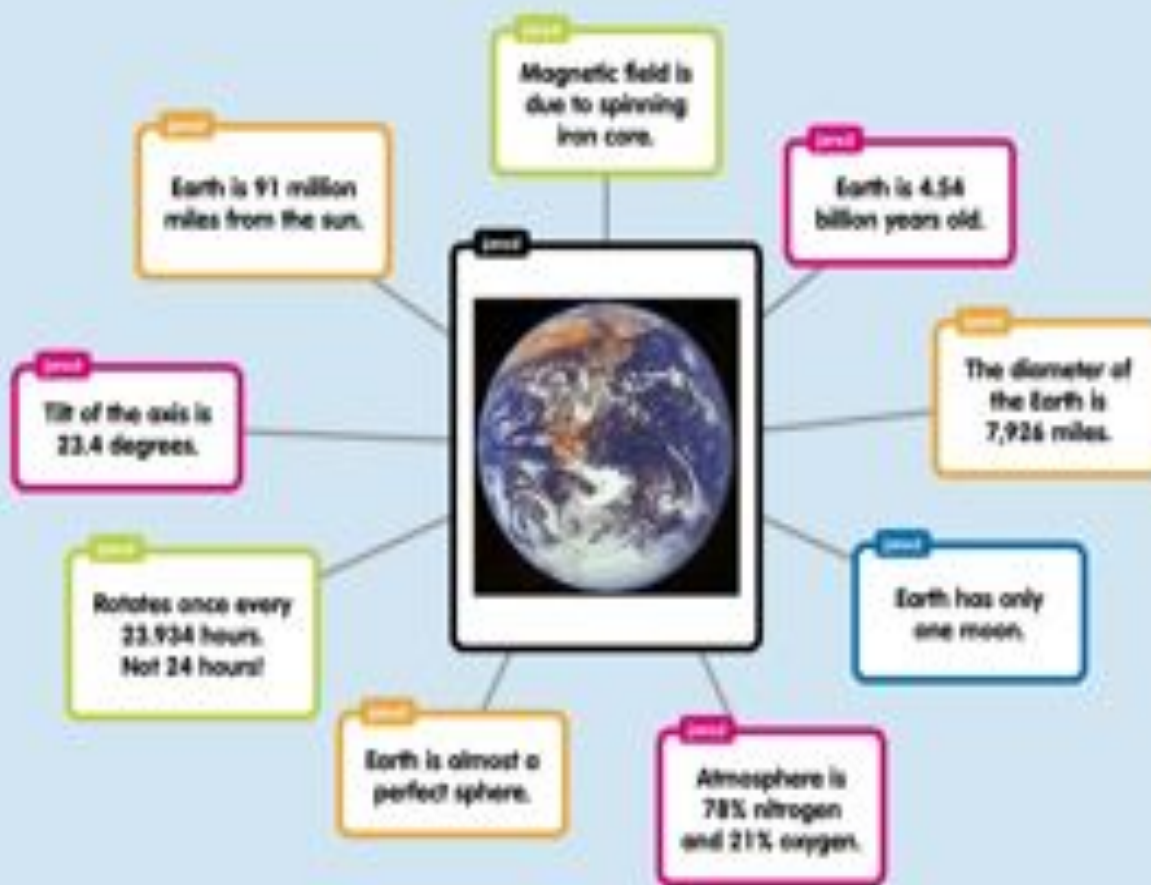 Magnetic field is
due to spinning
iron core.
Earth is 91 million
miles from the sun.
Earth is 4.54
billion years old.
Tilt of the axis is
23.4 degrees.
The diameter of
the Earth is
7,926 miles.
Rotates once every
23.934 hours.
Not 24 hours!
Earth has only
one moon.
Earth is almost a
perfect sphere.
Atmosphere is
78% nitrogen
and 21% oxygen.